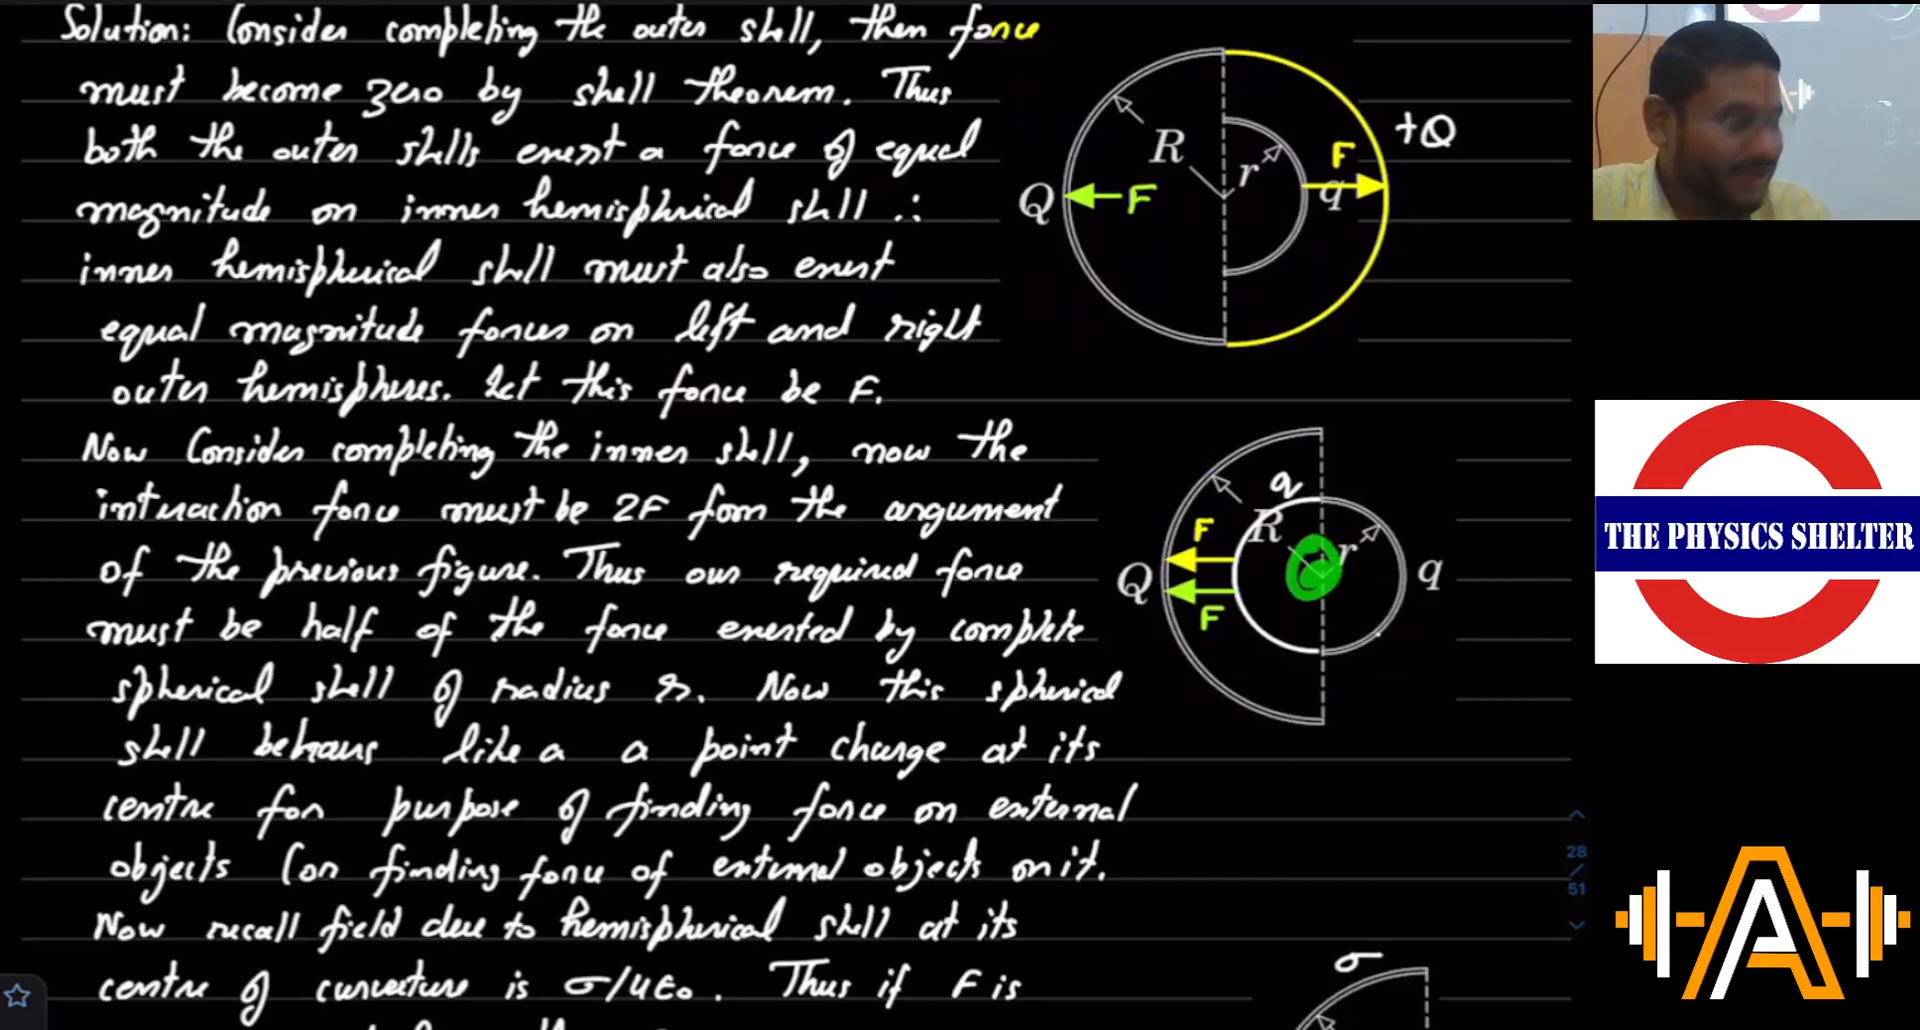 Solution: Consider completing the outer shell, then force
must become zero by shell theorem. Thus
both the outer shells exert a force of equal
magnitude on inner hemispherical shell ∴
inner hemispherical shell must also exert
equal magnitude forces on left and right
outer hemispheres. Let this force be F.
Now Consider completing the inner shell, now the
interaction force must be 2F from the argument
of the previous figure. Thus our required force
must be half of the force exerted by complete
spherical shell of radius r. Now this spherical
shell behaves like a a point charge at its
centre for purpose of finding force on external
objects (or finding force of external objects on it.
Now recall field due to hemispherical shell at its
centre of curvature is σ/4ε₀. Thus if F is
R
r
Q
F
F
q
+Q
q
R
r
F
Q
F
q
σ
THE PHYSICS SHELTER
28
/
51
A